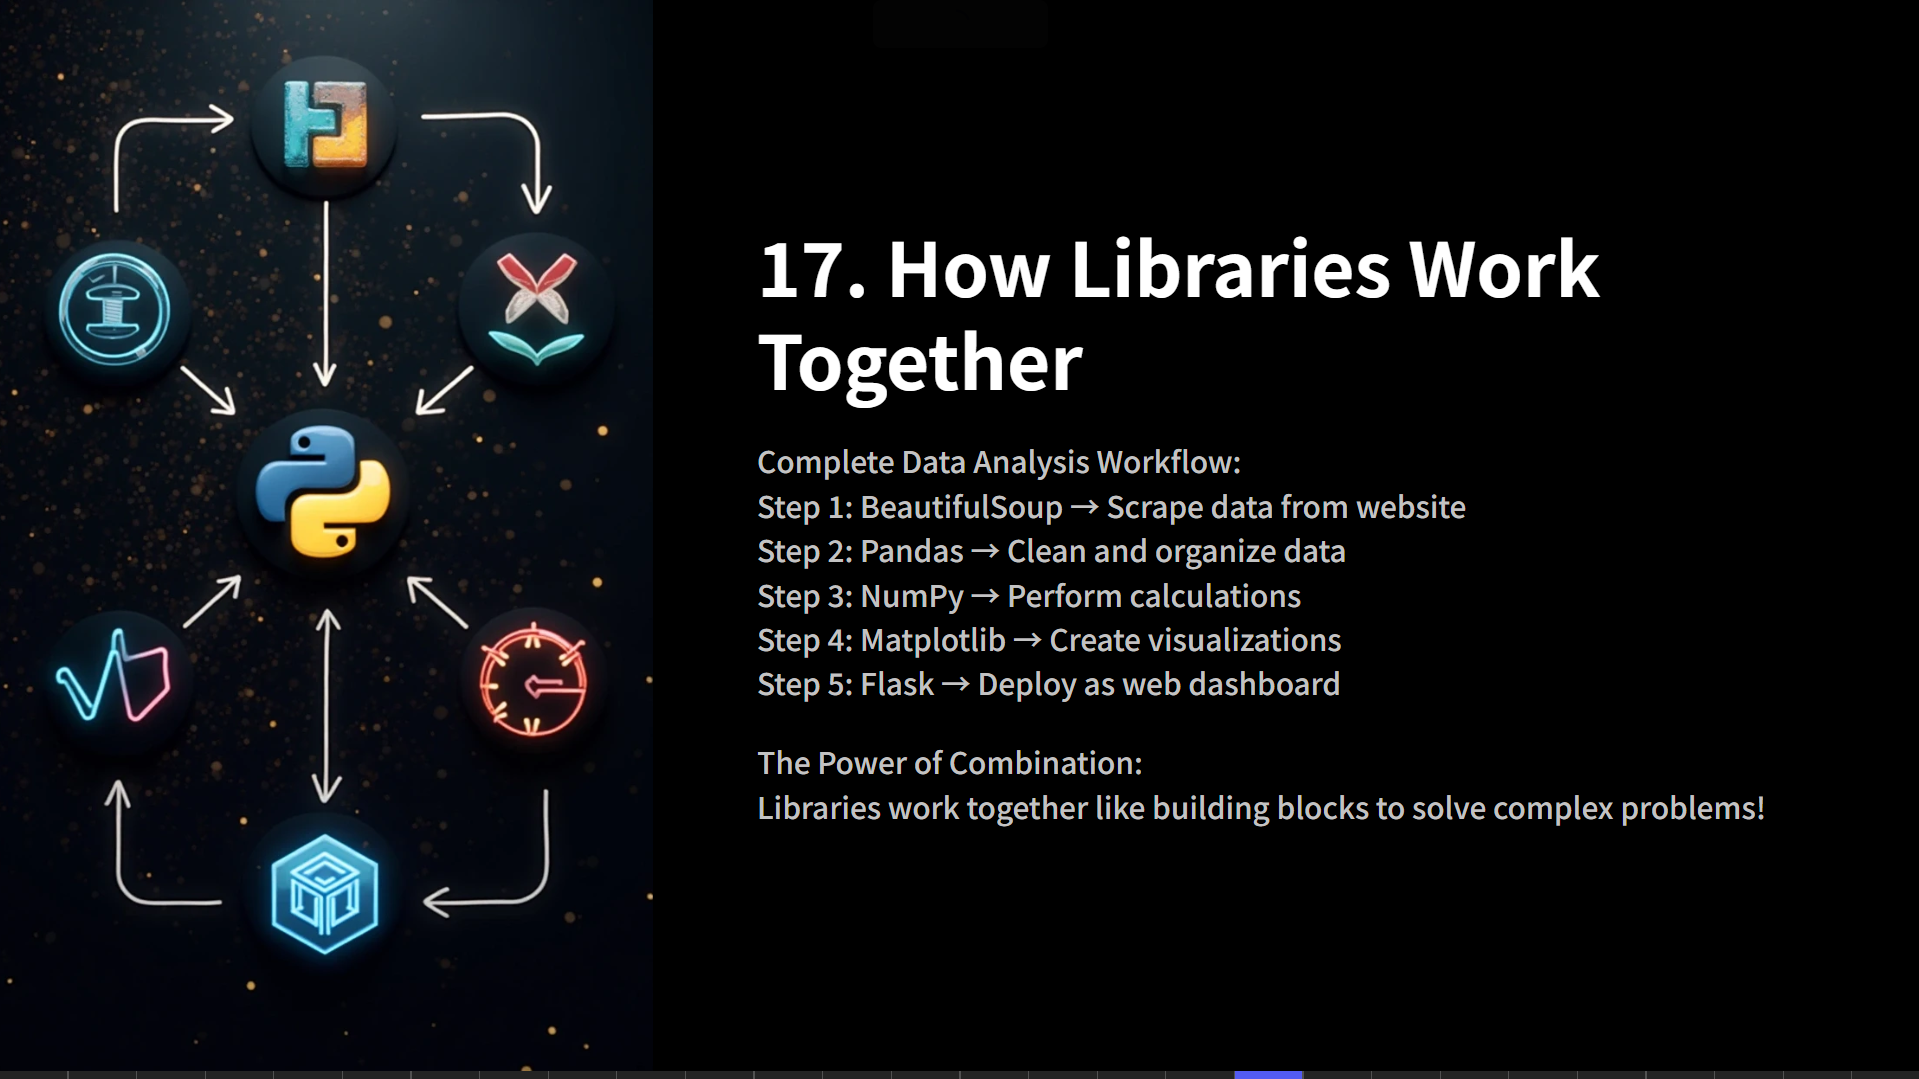 17. How Libraries Work
Together
Complete Data Analysis Workflow:
Step 1: BeautifulSoup → Scrape data from website
Step 2: Pandas → Clean and organize data
Step 3: NumPy → Perform calculations
Step 4: Matplotlib → Create visualizations
Step 5: Flask → Deploy as web dashboard
The Power of Combination:
Libraries work together like building blocks to solve complex problems!